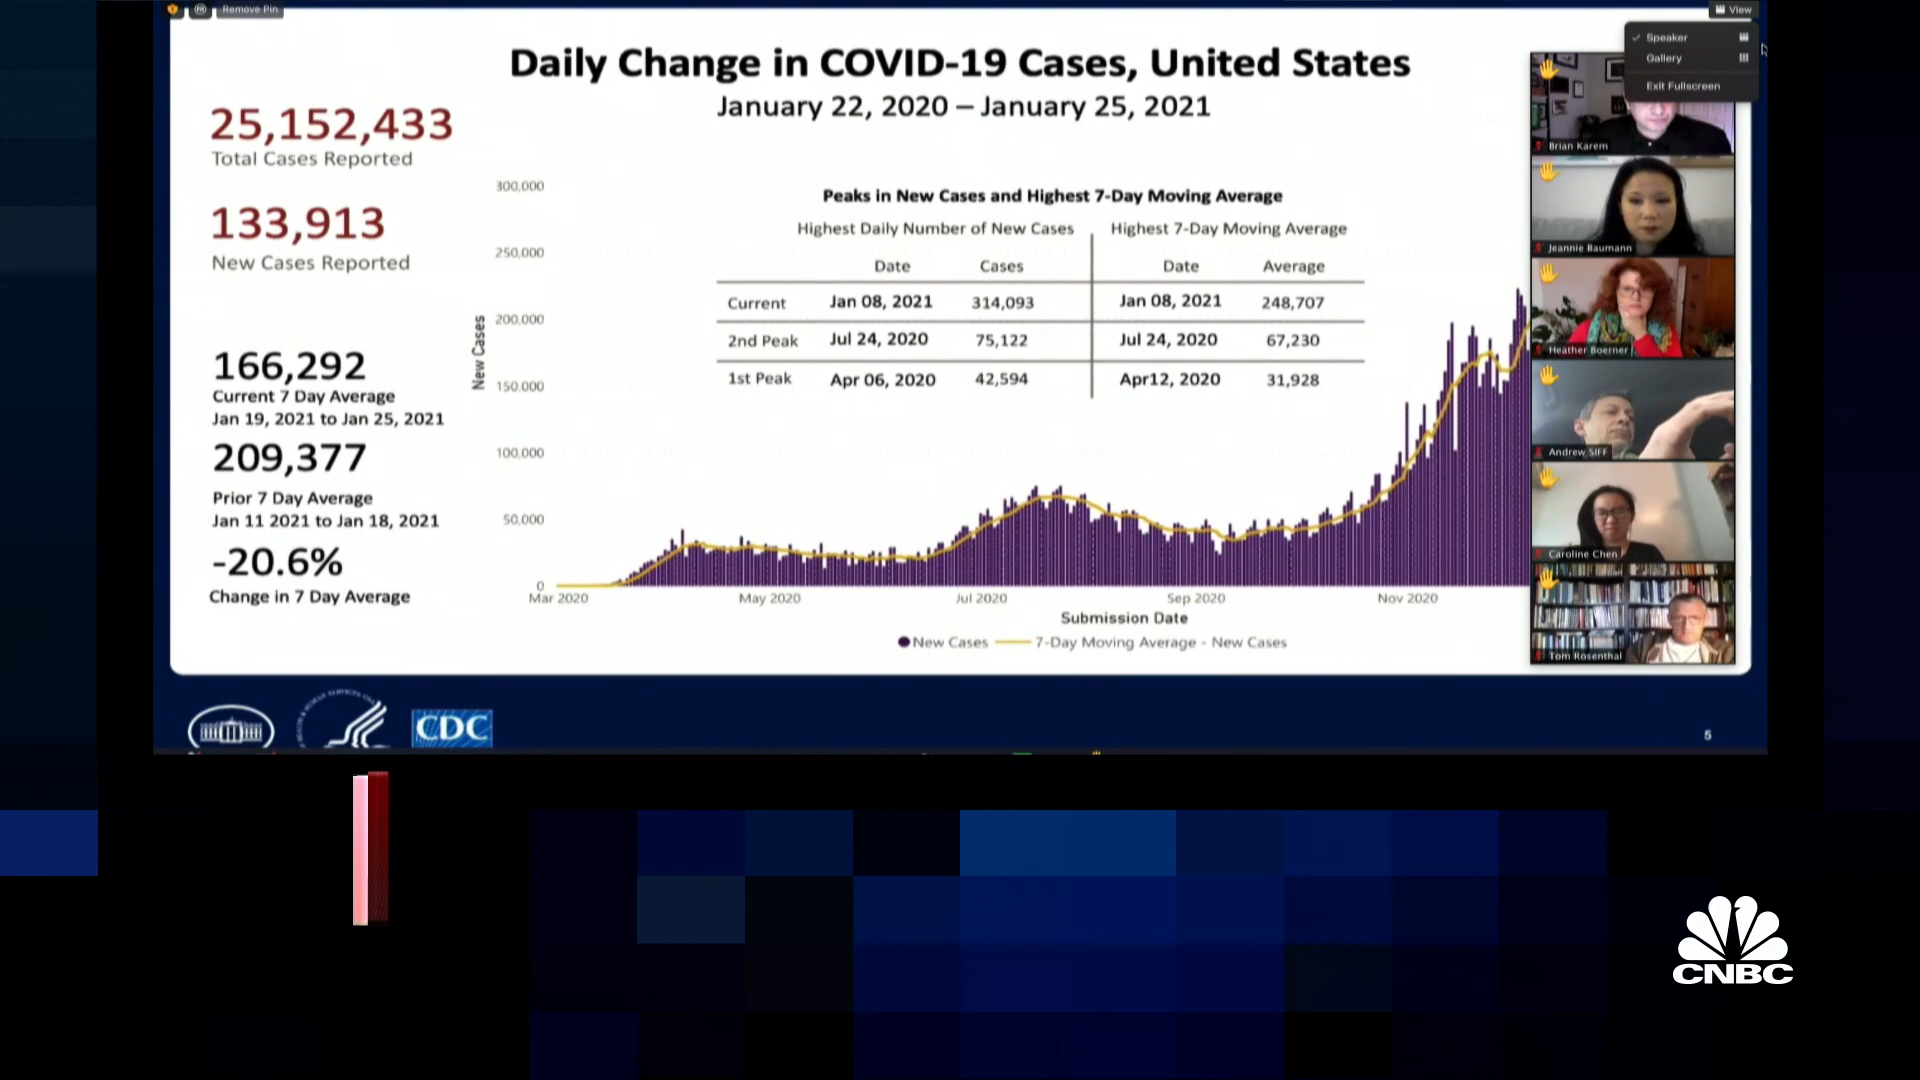 Remove Pin
View
Speaker
Gallery
Exit Fullscreen
Daily Change in COVID-19 Cases, United States
January 22, 2020 – January 25, 2021
25,152,433
Total Cases Reported
133,913
New Cases Reported
166,292
Current 7 Day Average
Jan 19, 2021 to Jan 25, 2021
209,377
Prior 7 Day Average
Jan 11 2021 to Jan 18, 2021
-20.6%
Change in 7 Day Average
Peaks in New Cases and Highest 7-Day Moving Average
Highest Daily Number of New Cases Highest 7-Day Moving Average
Date Cases Date Average
Current Jan 08, 2021 314,093 Jan 08, 2021 248,707
2nd Peak Jul 24, 2020 75,122 Jul 24, 2020 67,230
1st Peak Apr 06, 2020 42,594 Apr12, 2020 31,928
New Cases
300,000
250,000
200,000
150,000
100,000
50,000
0
Mar 2020 May 2020 Jul 2020 Sep 2020 Nov 2020
Submission Date
New Cases 7-Day Moving Average - New Cases
Brian Karem
Jeannie Baumann
Heather Boerner
Andrew SIFF
Caroline Chen
Tom Rosenthal
CDC
5
CNBC